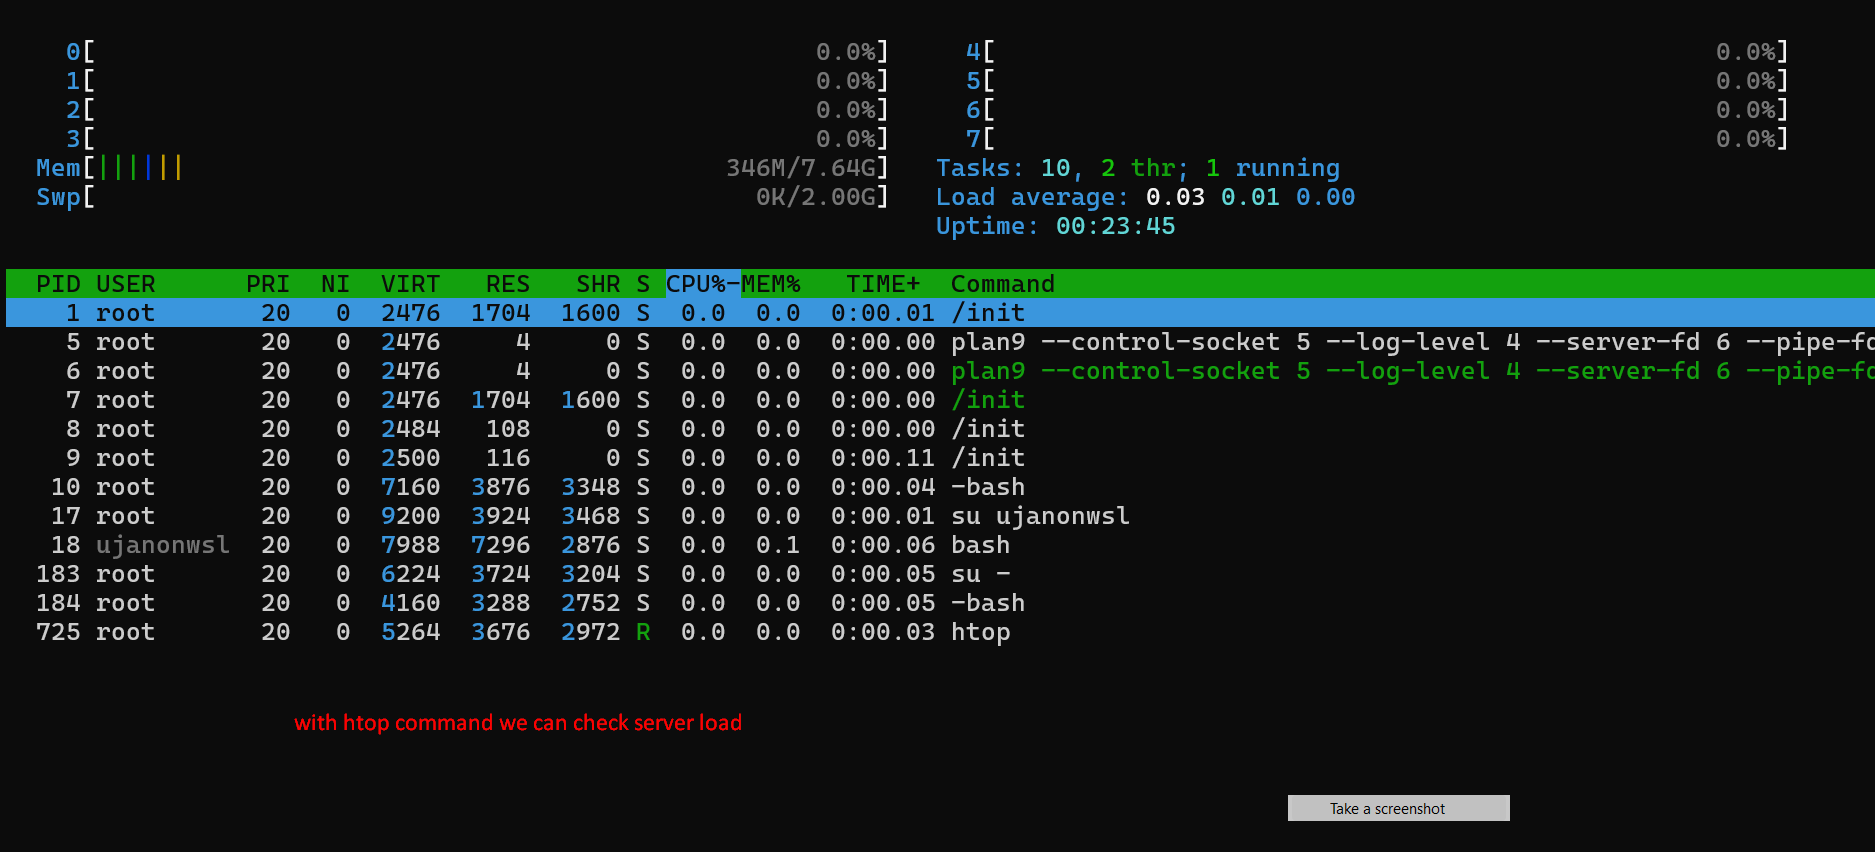 0[ 0.0%] 4[ 0.0%]
1[ 0.0%] 5[ 0.0%]
2[ 0.0%] 6[ 0.0%]
3[ 0.0%] 7[ 0.0%]
Mem[|||||| 346M/7.64G] Tasks: 10, 2 thr; 1 running
Swp[ 0K/2.00G] Load average: 0.03 0.01 0.00
Uptime: 00:23:45
PID USER PRI NI VIRT RES SHR S CPU%-MEM% TIME+ Command
1 root 20 0 2476 1704 1600 S 0.0 0.0 0:00.01 /init
5 root 20 0 2476 4 0 S 0.0 0.0 0:00.00 plan9 --control-socket 5 --log-level 4 --server-fd 6 --pipe-fd
6 root 20 0 2476 4 0 S 0.0 0.0 0:00.00 plan9 --control-socket 5 --log-level 4 --server-fd 6 --pipe-fd
7 root 20 0 2476 1704 1600 S 0.0 0.0 0:00.00 /init
8 root 20 0 2484 108 0 S 0.0 0.0 0:00.00 /init
9 root 20 0 2500 116 0 S 0.0 0.0 0:00.11 /init
10 root 20 0 7160 3876 3348 S 0.0 0.0 0:00.04 -bash
17 root 20 0 9200 3924 3468 S 0.0 0.0 0:00.01 su ujanonwsl
18 ujanonwsl 20 0 7988 7296 2876 S 0.0 0.1 0:00.06 bash
183 root 20 0 6224 3724 3204 S 0.0 0.0 0:00.05 su -
184 root 20 0 4160 3288 2752 S 0.0 0.0 0:00.05 -bash
725 root 20 0 5264 3676 2972 R 0.0 0.0 0:00.03 htop
with htop command we can check server load
Take a screenshot